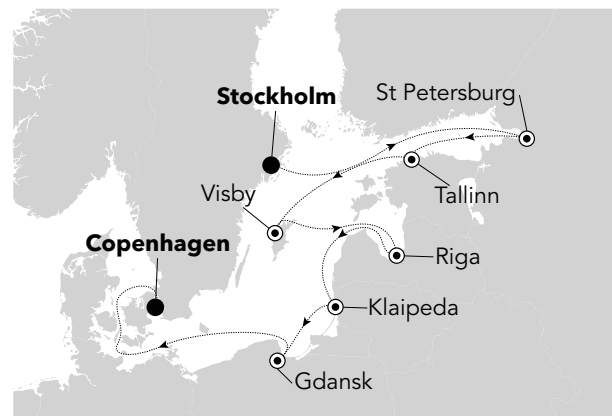 St Petersburg
Stockholm
Tallinn
Visby
Copenhagen
Riga
Klaipeda
Gdansk